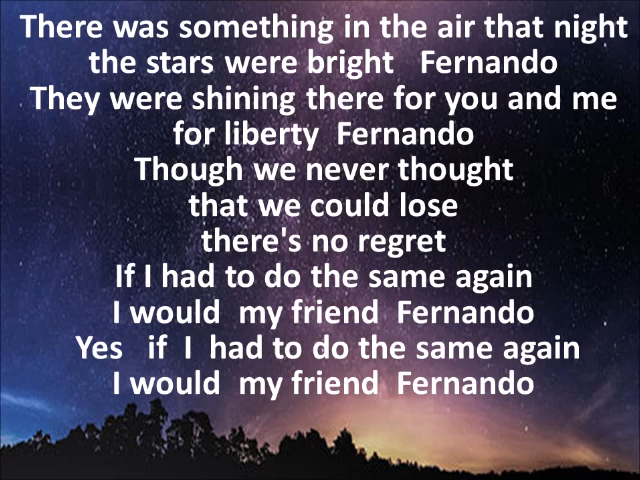 There was something in the air that night
the stars were bright   Fernando
They were shining there for you and me
for liberty  Fernando
Though we never thought
that we could lose
there's no regret
If I had to do the same again
I would  my friend  Fernando
Yes   if  I  had to do the same again
I would  my friend  Fernando